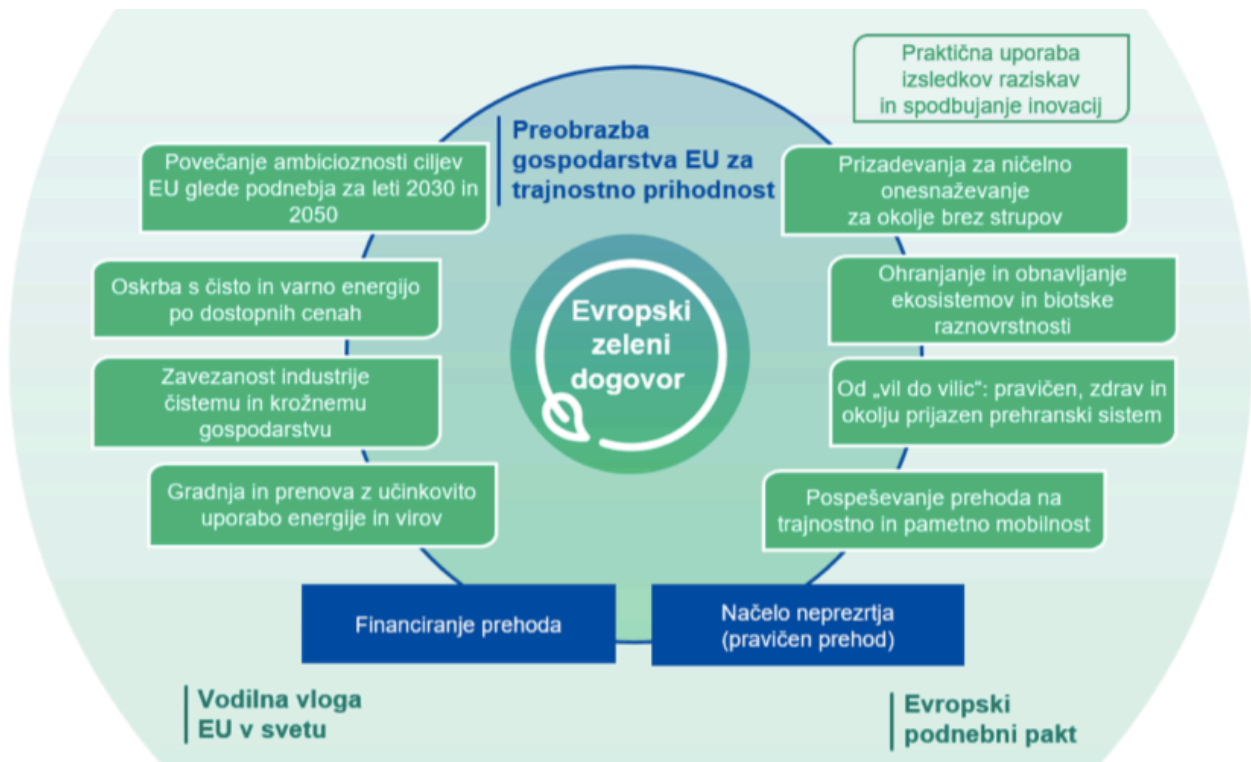 Praktična uporaba
izsledkov raziskav
in spodbujanje inovacij
Preobrazba
gospodarstva EU za
trajnostno prihodnost
Povečanje ambicioznosti ciljev
EU glede podnebja za leti 2030 in
2050
Prizadevanja za ničelno
onesnaževanje
za okolje brez strupov
Oskrba s čisto in varno energijo
po dostopnih cenah
Ohranjanje in obnavljanje
ekosistemov in biotske
raznovrstnosti
Evropski
zeleni
dogovor
Zavezanost industrije
čistemu in krožnemu
gospodarstvu
Od „vil do vilic“: pravičen, zdrav in
okolju prijazen prehranski sistem
Gradnja in prenova z učinkovito
uporabo energije in virov
Pospeševanje prehoda na
trajnostno in pametno mobilnost
Financiranje prehoda
Načelo neprezrtja
(pravičen prehod)
Vodilna vloga
EU v svetu
Evropski
podnebni pakt